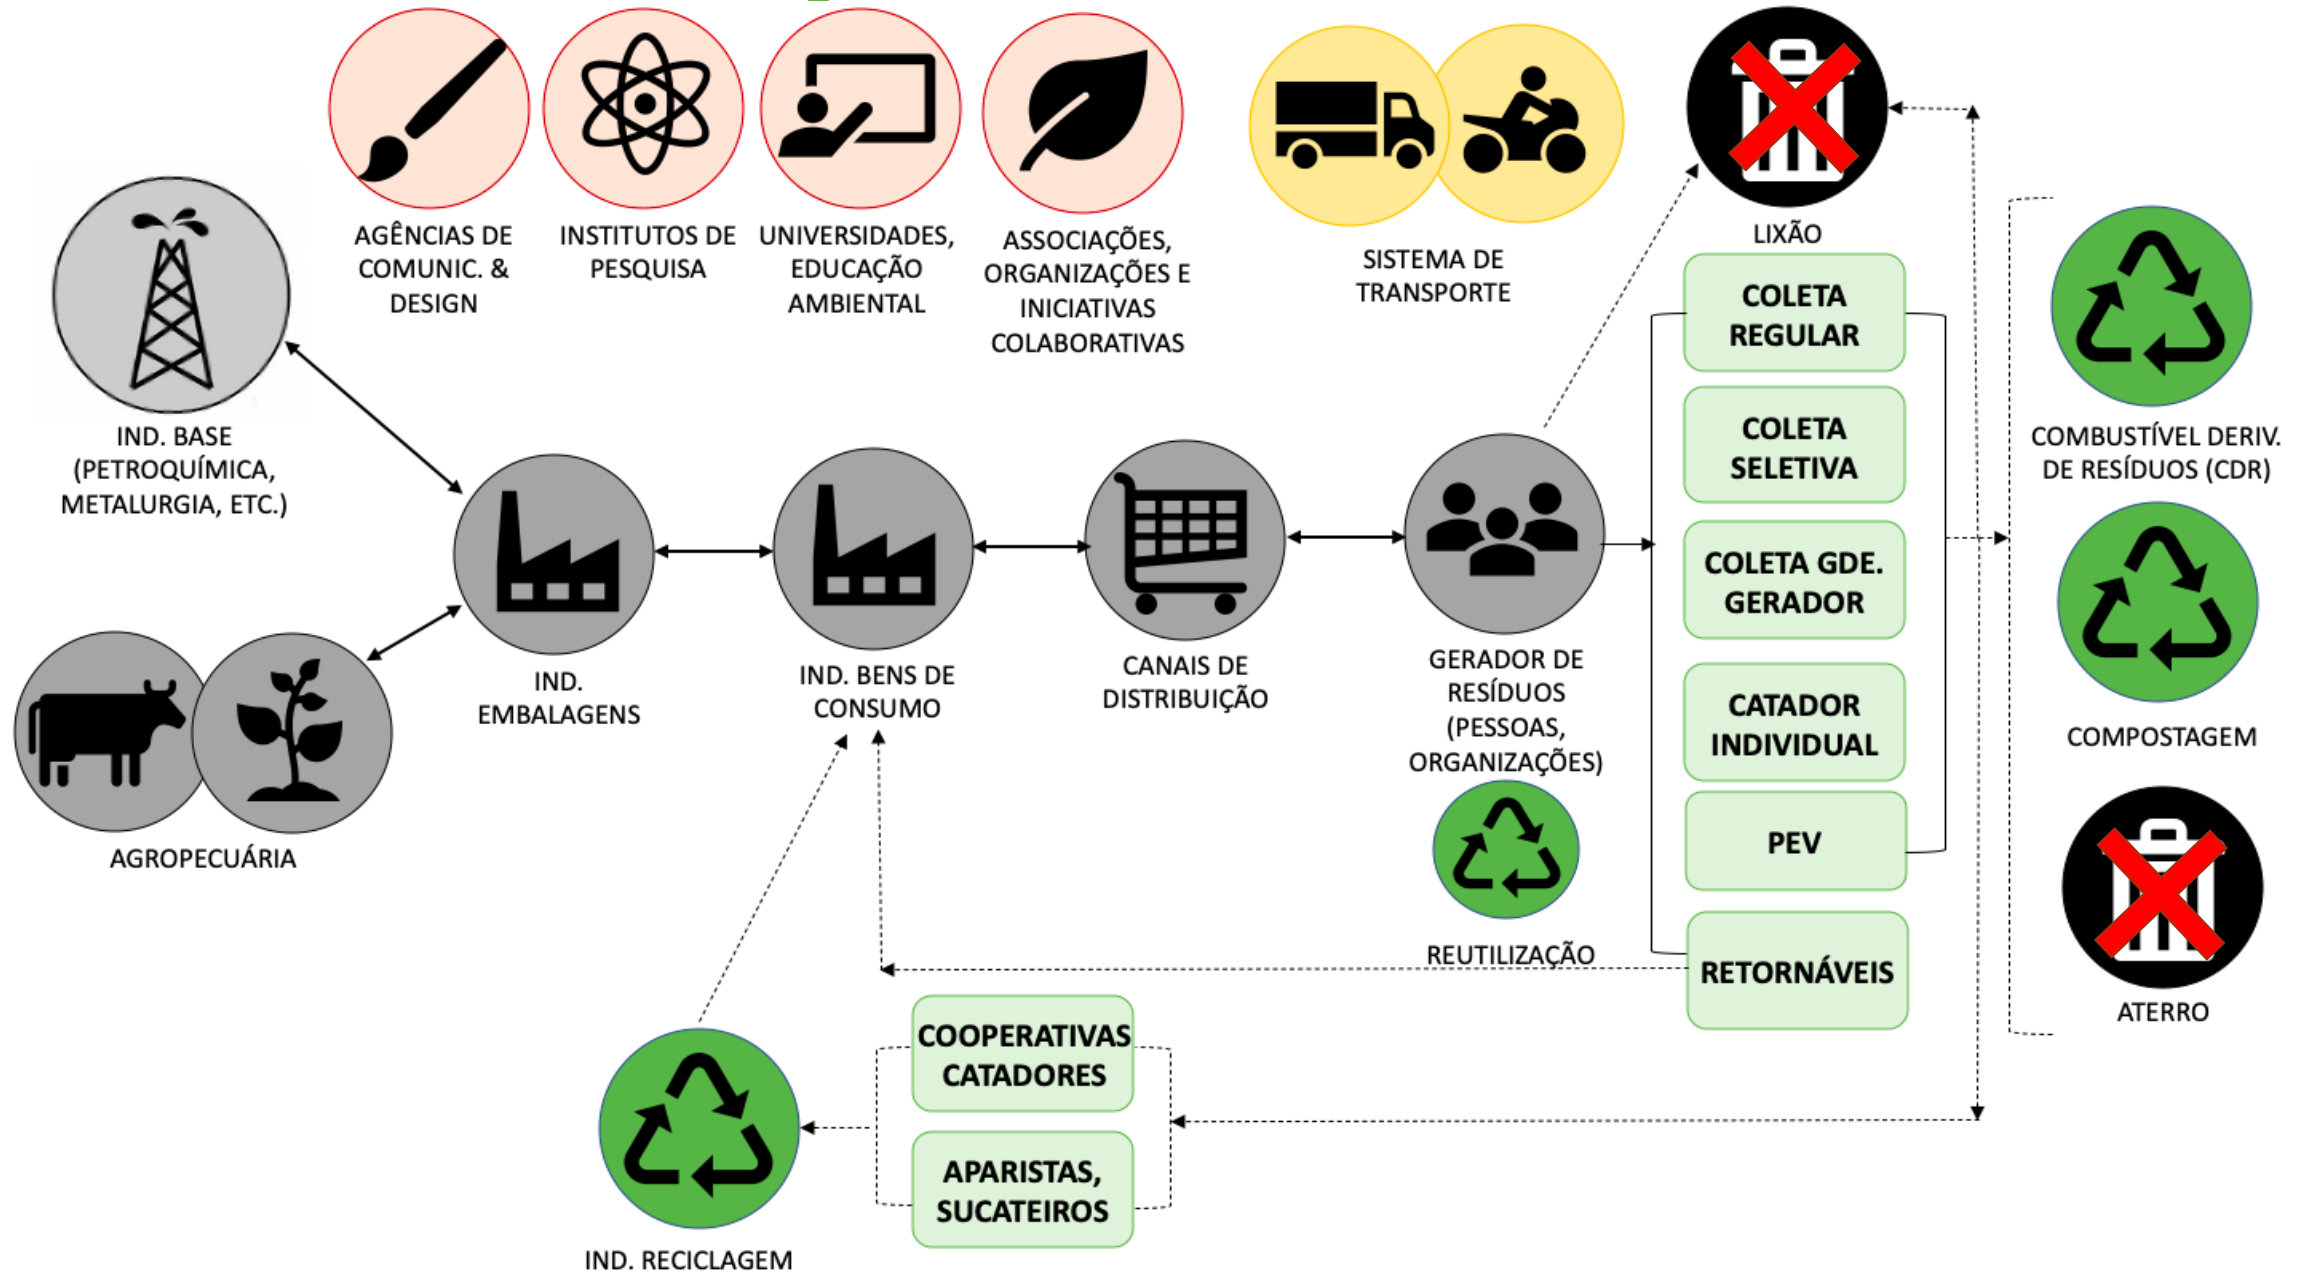 AGÊNCIAS DE
COMUNIC. &
DESIGN
INSTITUTOS DE
PESQUISA
UNIVERSIDADES,
EDUCAÇÃO
AMBIENTAL
ASSOCIAÇÕES,
ORGANIZAÇÕES E
INICIATIVAS
COLABORATIVAS
SISTEMA DE
TRANSPORTE
LIXÃO
IND. BASE
(PETROQUÍMICA,
METALURGIA, ETC.)
AGROPECUÁRIA
IND.
EMBALAGENS
IND. BENS DE
CONSUMO
CANAIS DE
DISTRIBUIÇÃO
GERADOR DE
RESÍDUOS
(PESSOAS,
ORGANIZAÇÕES)
REUTILIZAÇÃO
COLETA
REGULAR
COLETA
SELETIVA
COLETA GDE.
GERADOR
CATADOR
INDIVIDUAL
PEV
RETORNÁVEIS
COMBUSTÍVEL DERIV.
DE RESÍDUOS (CDR)
COMPOSTAGEM
ATERRO
COOPERATIVAS
CATADORES
APARISTAS,
SUCATEIROS
IND. RECICLAGEM